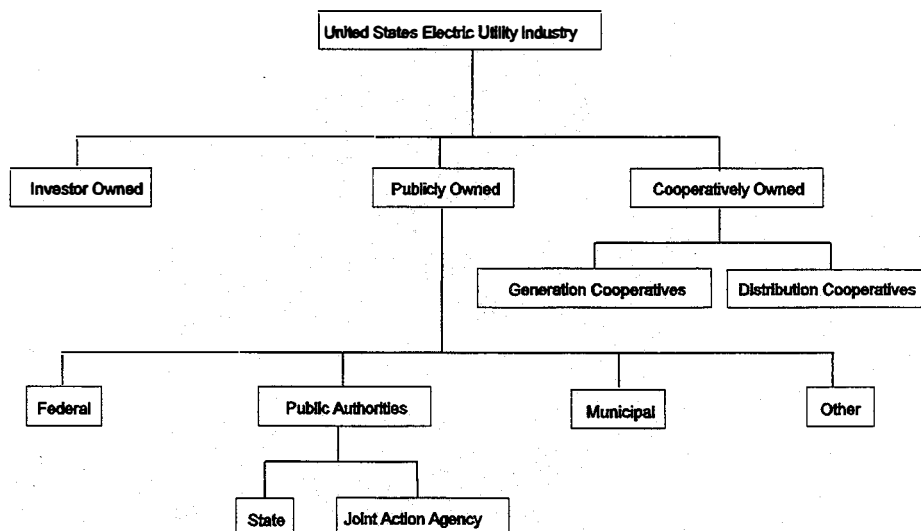 United States Electric Utility Industry
Investor Owned
Publicly Owned
Cooperatively Owned
Generation Cooperatives
Distribution Cooperatives
Federal
Public Authorities
Municipal
Other
State
Joint Action Agency